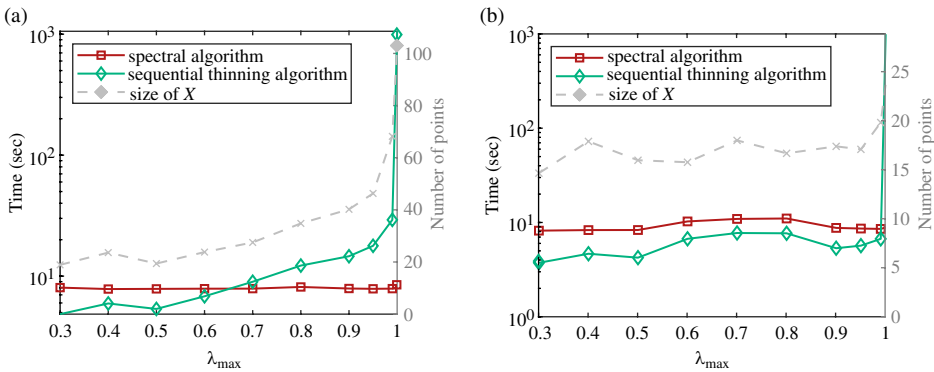 (a)
10³
10²
10¹
Time (sec)
spectral algorithm
sequential thinning algorithm
size of X
100
80
60
40
20
0
Number of points
0.3 0.4 0.5 0.6 0.7 0.8 0.9 1
λmax
(b)
10³
10²
10¹
10⁰
Time (sec)
spectral algorithm
sequential thinning algorithm
size of X
25
20
15
10
5
0
Number of points
0.3 0.4 0.5 0.6 0.7 0.8 0.9 1
λmax